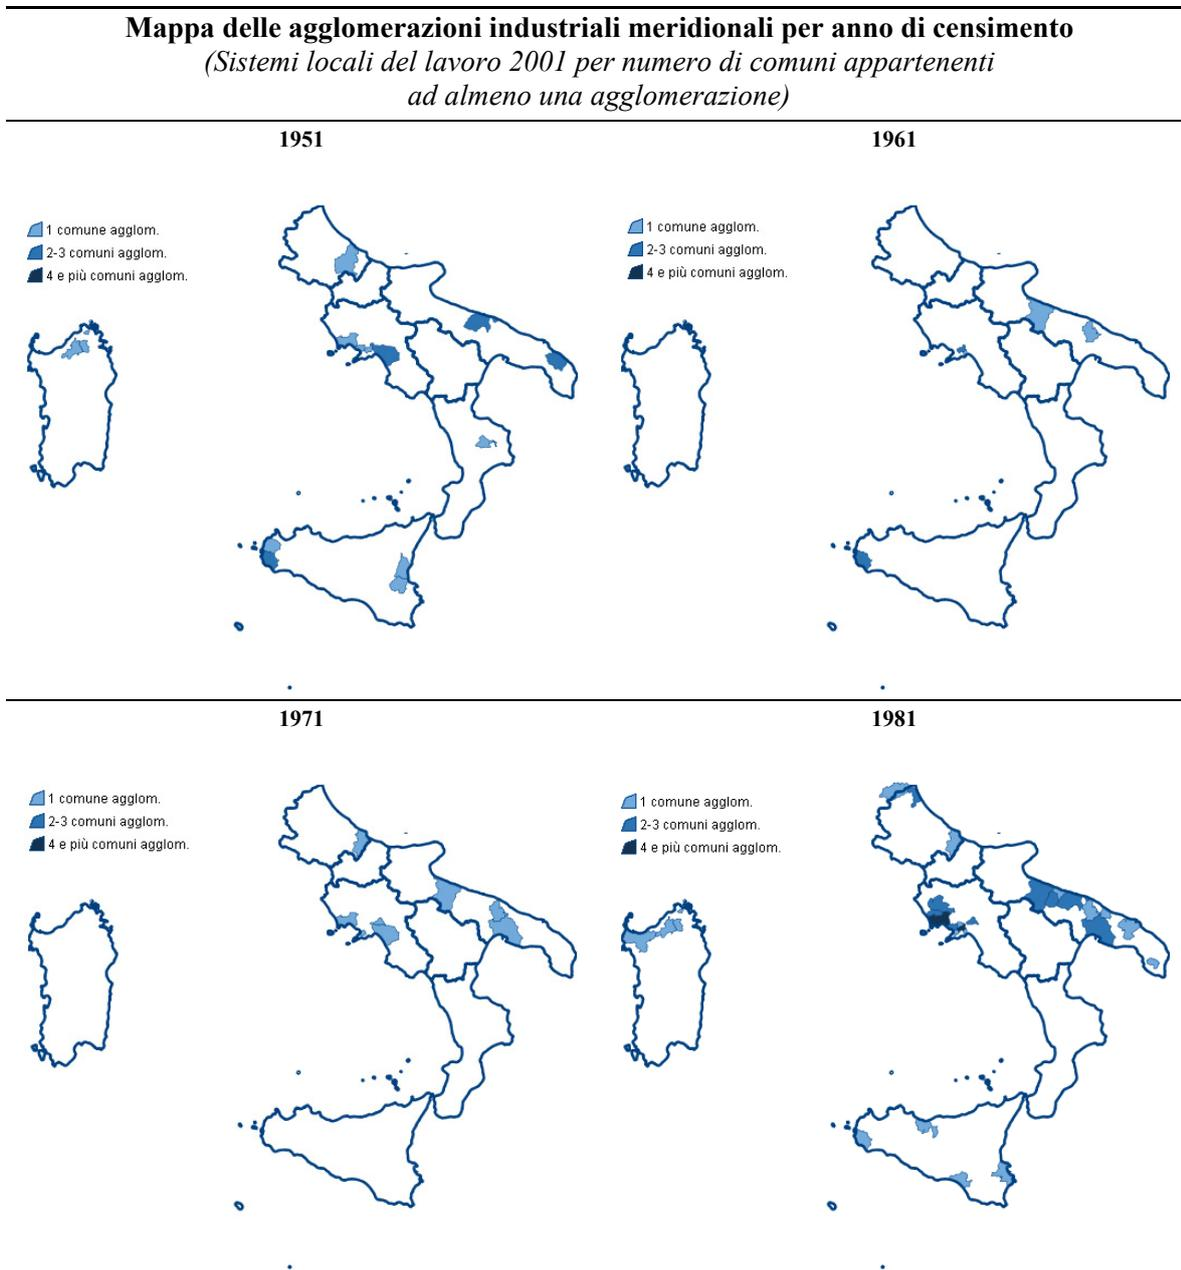 Mappa delle agglomerazioni industriali meridionali per anno di censimento
(Sistemi locali del lavoro 2001 per numero di comuni appartenenti
ad almeno una agglomerazione)
1951
1 comune agglom.
2-3 comuni agglom.
4 e più comuni agglom.
1961
1 comune agglom.
2-3 comuni agglom.
4 e più comuni agglom.
1971
1 comune agglom.
2-3 comuni agglom.
4 e più comuni agglom.
1981
1 comune agglom.
2-3 comuni agglom.
4 e più comuni agglom.